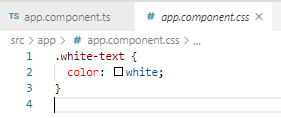 TS app.component.ts # app.component.css ×
src > app > # app.component.css > ...
1 .white-text {
2 color: white;
3 }
4